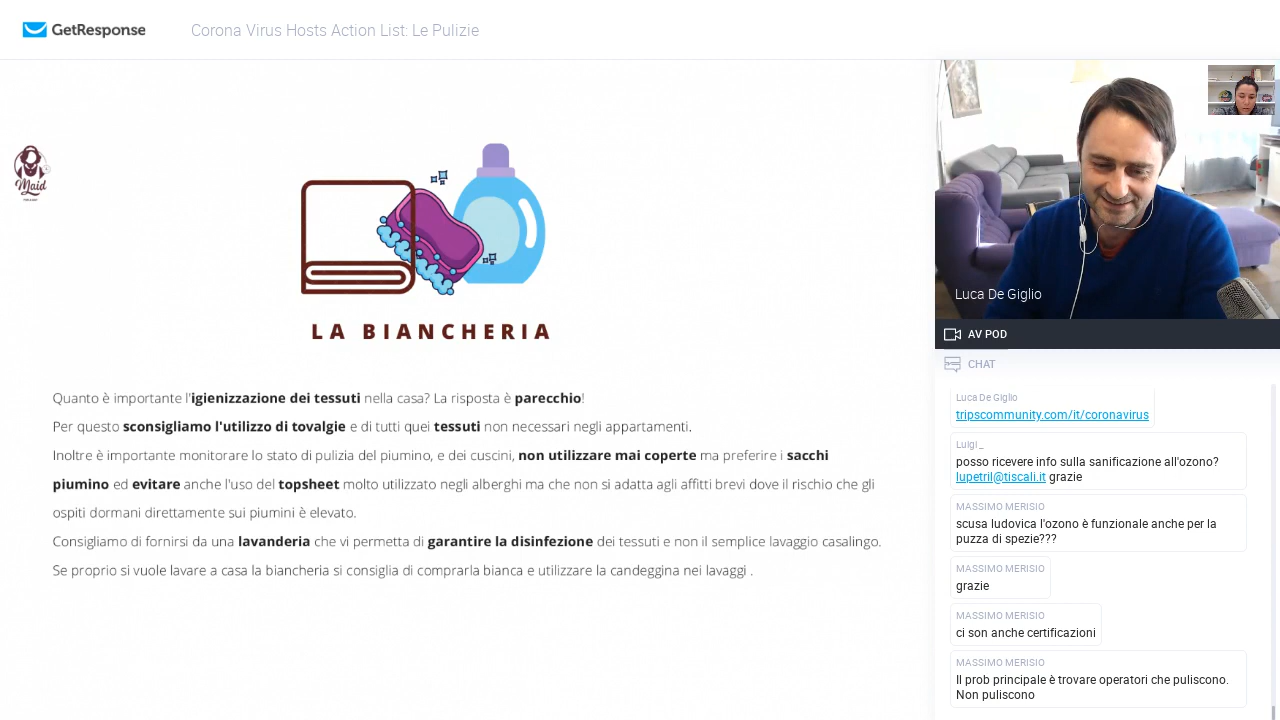 GetResponse
Corona Virus Hosts Action List: Le Pulizie
Maid
LA BIANCHERIA
Quanto è importante l'igienizzazione dei tessuti nella casa? La risposta è parecchio!
Per questo sconsigliamo l'utilizzo di tovalgie e di tutti quei tessuti non necessari negli appartamenti.
Inoltre è importante monitorare lo stato di pulizia del piumino, e dei cuscini, non utilizzare mai coperte ma preferire i sacchi
piumino ed evitare anche l'uso del topsheet molto utilizzato negli alberghi ma che non si adatta agli affitti brevi dove il rischio che gli
ospiti dormani direttamente sui piumini è elevato.
Consigliamo di fornirsi da una lavanderia che vi permetta di garantire la disinfezione dei tessuti e non il semplice lavaggio casalingo.
Se proprio si vuole lavare a casa la biancheria si consiglia di comprarla bianca e utilizzare la candeggina nei lavaggi .
Luca De Giglio
AV POD
CHAT
Luca De Giglio
tripscommunity.com/it/coronavirus
Luigi _
posso ricevere info sulla sanificazione all'ozono?
lupetril@tiscali.it grazie
MASSIMO MERISIO
scusa ludovica l'ozono è funzionale anche per la
puzza di spezie???
MASSIMO MERISIO
grazie
MASSIMO MERISIO
ci son anche certificazioni
MASSIMO MERISIO
Il prob principale è trovare operatori che puliscono.
Non puliscono